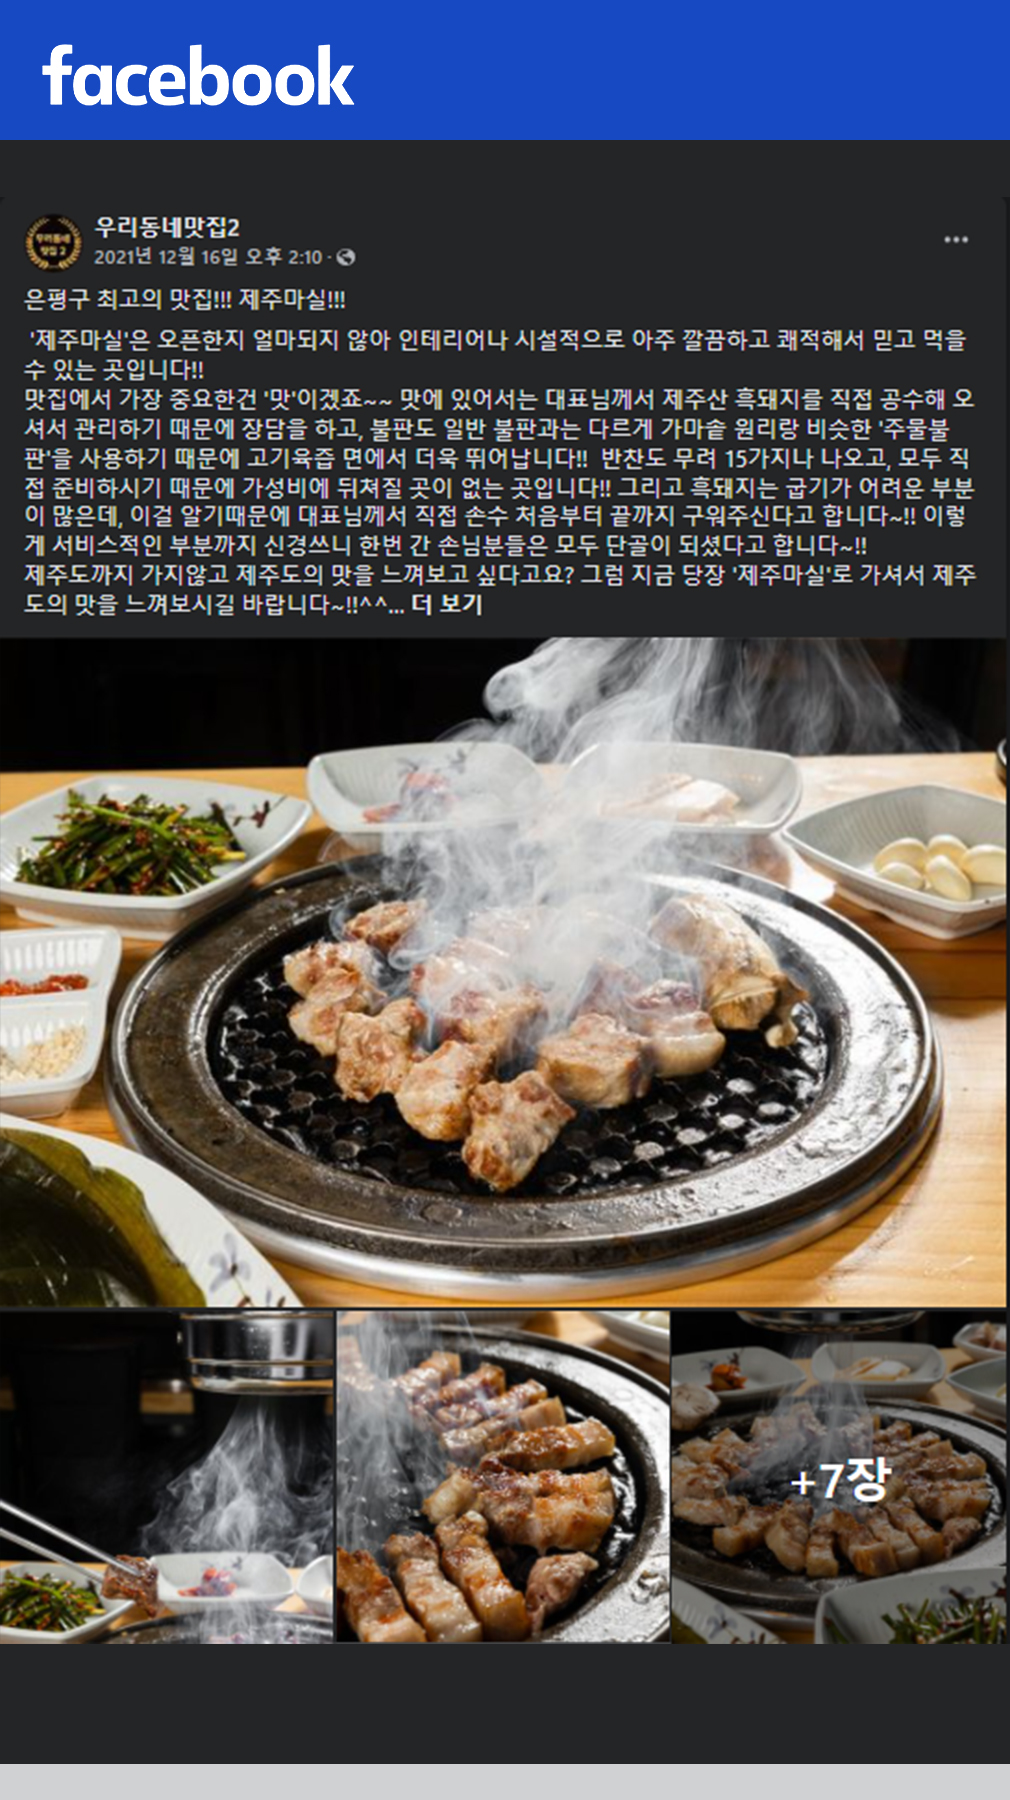 facebook
우리동네맛집2
우리동네
맛집 2
2021년 12월 16일 오후 2:10 ·
은평구 최고의 맛집!!! 제주마실!!!
'제주마실'은 오픈한지 얼마되지 않아 인테리어나 시설적으로 아주 깔끔하고 쾌적해서 믿고 먹을
수 있는 곳입니다!!
맛집에서 가장 중요한건 '맛'이겠죠~~ 맛에 있어서는 대표님께서 제주산 흑돼지를 직접 공수해 오
셔서 관리하기 때문에 장담을 하고, 불판도 일반 불판과는 다르게 가마솥 원리랑 비슷한 '주물불
판'을 사용하기 때문에 고기육즙 면에서 더욱 뛰어납니다!! 반찬도 무려 15가지나 나오고, 모두 직
접 준비하시기 때문에 가성비에 뒤쳐질 곳이 없는 곳입니다!! 그리고 흑돼지는 굽기가 어려운 부분
이 많은데, 이걸 알기때문에 대표님께서 직접 손수 처음부터 끝까지 구워주신다고 합니다~!! 이렇
게 서비스적인 부분까지 신경쓰니 한번 간 손님분들은 모두 단골이 되셨다고 합니다~!!
제주도까지 가지않고 제주도의 맛을 느껴보고 싶다고요? 그럼 지금 당장 '제주마실'로 가셔서 제주
도의 맛을 느껴보시길 바랍니다~!!^^... 더 보기
+7장